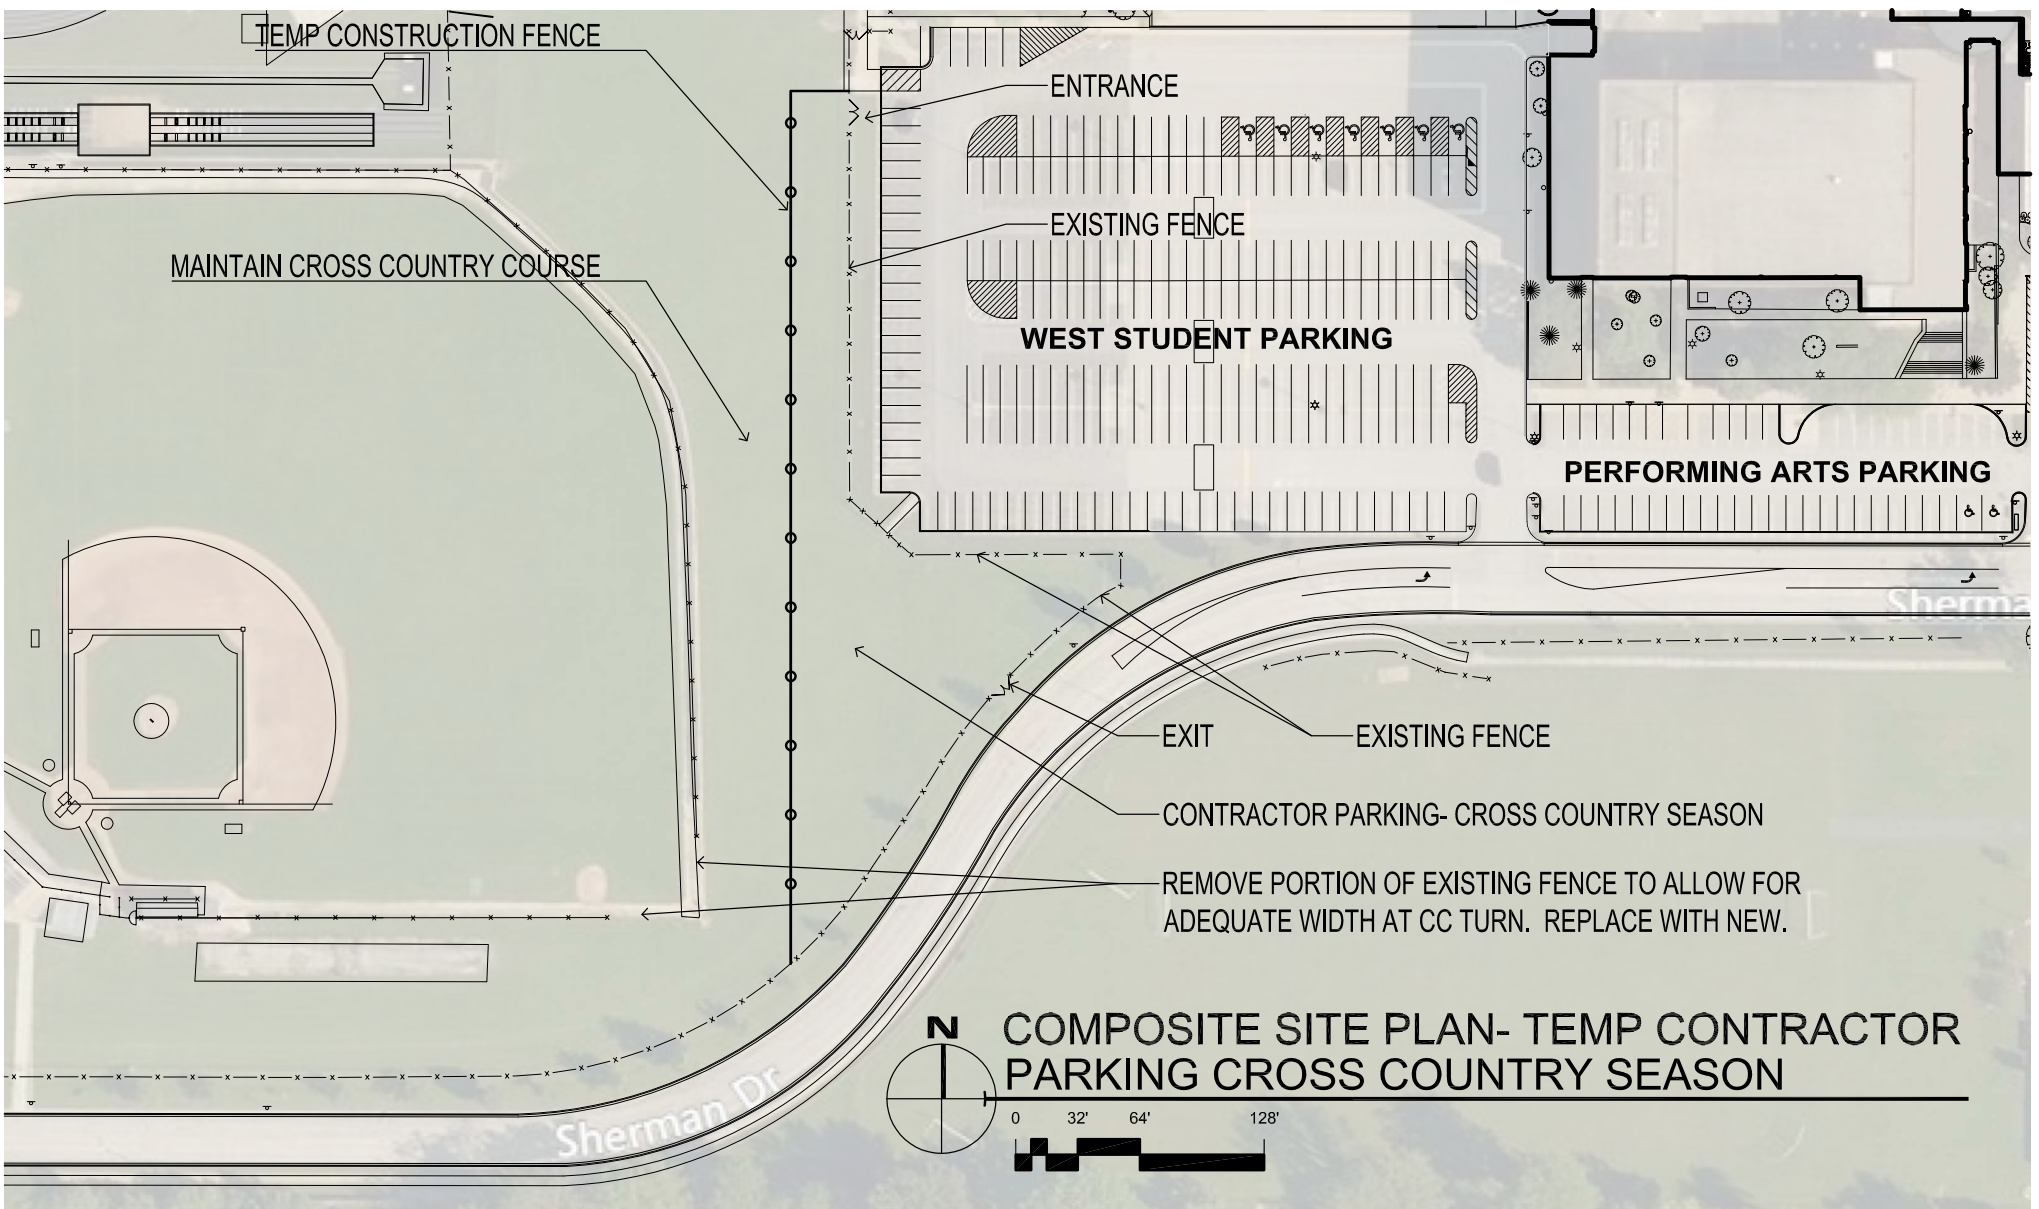 TEMP CONSTRUCTION FENCE
ENTRANCE
EXISTING FENCE
MAINTAIN CROSS COUNTRY COURSE
WEST STUDENT PARKING
PERFORMING ARTS PARKING
Sherma
EXIT
EXISTING FENCE
CONTRACTOR PARKING- CROSS COUNTRY SEASON
REMOVE PORTION OF EXISTING FENCE TO ALLOW FOR
ADEQUATE WIDTH AT CC TURN. REPLACE WITH NEW.
N
COMPOSITE SITE PLAN- TEMP CONTRACTOR
PARKING CROSS COUNTRY SEASON
0 32' 64' 128'
Sherman Dr